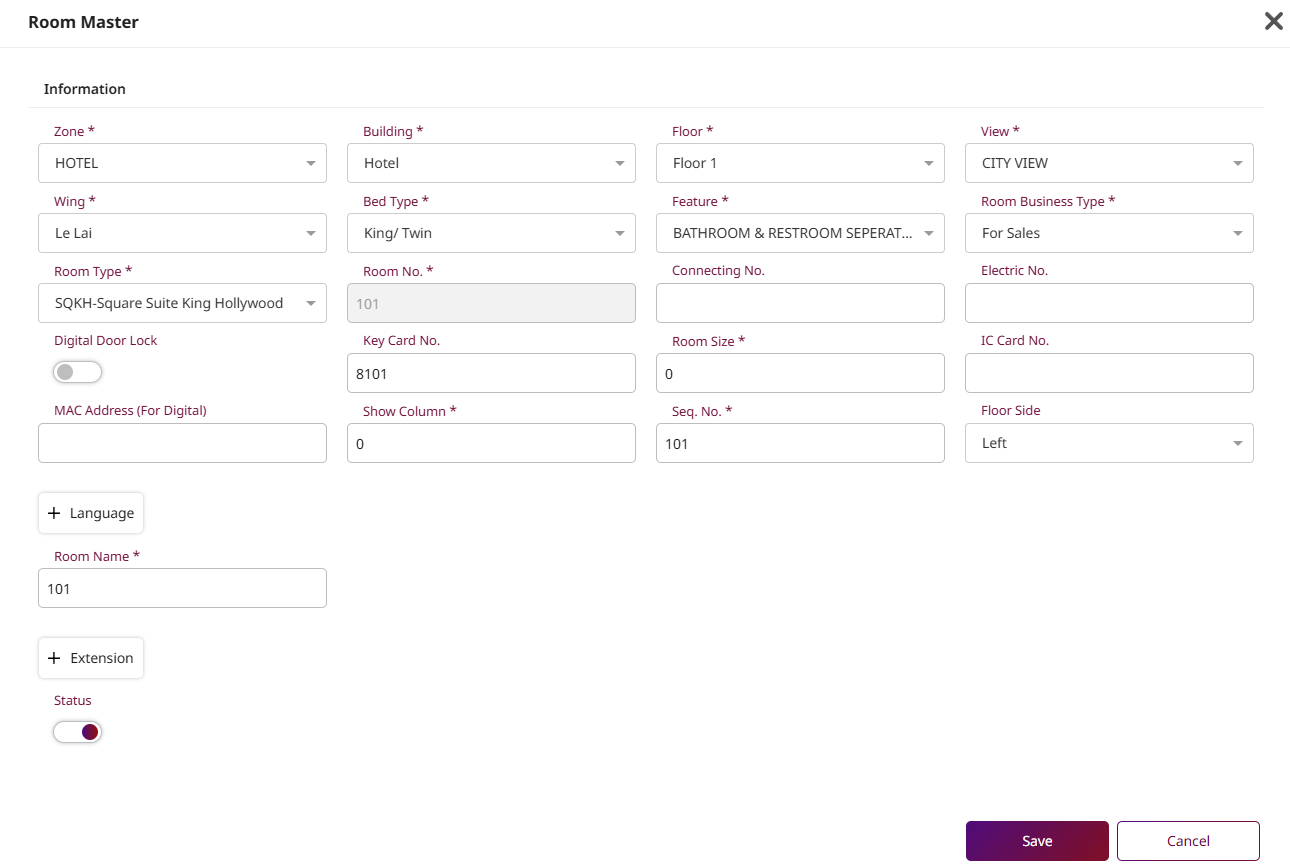 Room Master
Information
Zone * Building * Floor * View *
HOTEL Hotel Floor 1 CITY VIEW
Wing * Bed Type * Feature * Room Business Type *
Le Lai King/ Twin BATHROOM & RESTROOM SEPERAT... For Sales
Room Type * Room No. * Connecting No. Electric No.
SQKH-Square Suite King Hollywood 101
Digital Door Lock Key Card No. Room Size * IC Card No.
8101 0
MAC Address (For Digital) Show Column * Seq. No. * Floor Side
0 101 Left
+ Language
Room Name *
101
+ Extension
Status
Save Cancel